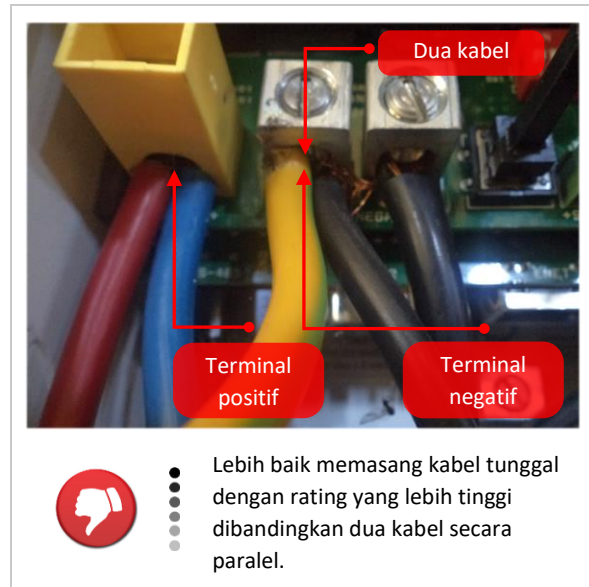 Dua kabel
Terminal
positif
Terminal
negatif
Lebih baik memasang kabel tunggal
dengan rating yang lebih tinggi
dibandingkan dua kabel secara
paralel.